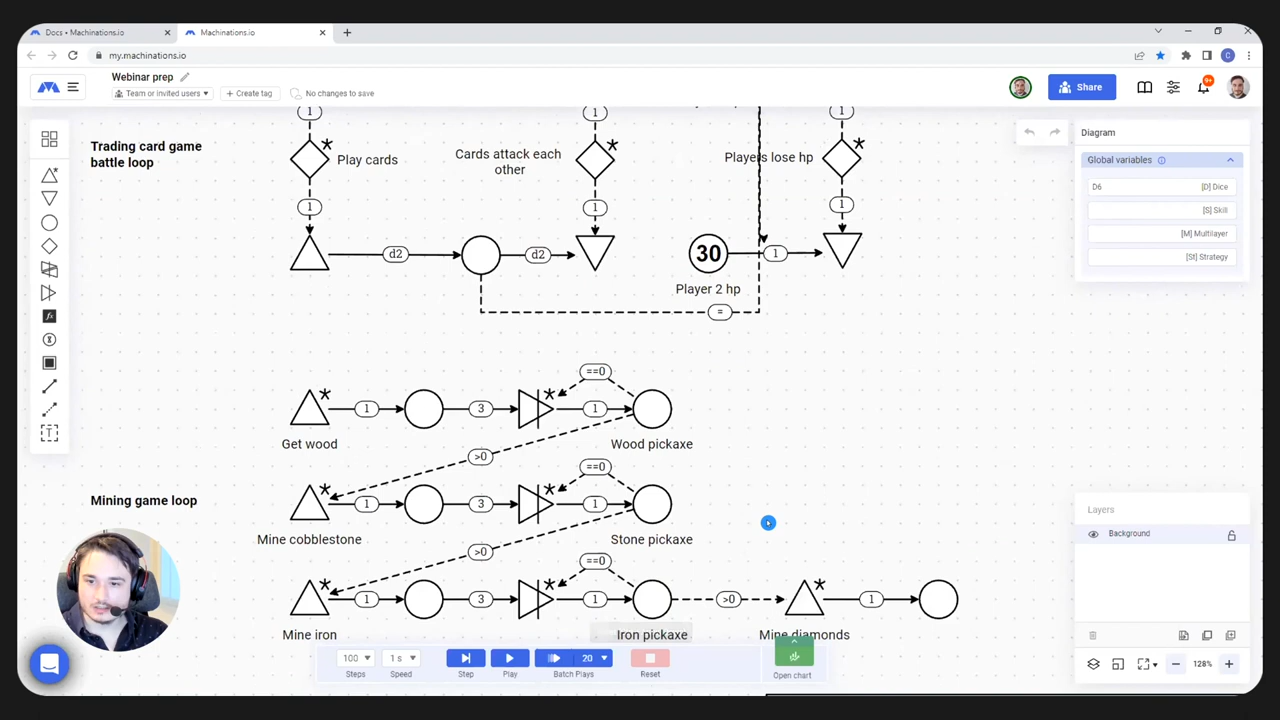 Docs • Machinations.io
Machinations.io
my.machinations.io
Webinar prep
Team or invited users
+ Create tag
No changes to save
Share
9+
C
Trading card game
battle loop
1
1
1
*
*
*
Play cards
Cards attack each
other
Players lose hp
1
1
1
d2
d2
30
1
Player 2 hp
=
Diagram
Global variables
D6
[D] Dice
[S] Skill
[M] Multilayer
[St] Strategy
==0
*
1
3
*
1
Get wood
Wood pickaxe
>0
==0
*
1
3
*
1
Mining game loop
Mine cobblestone
Stone pickaxe
>0
==0
*
1
3
*
1
>0
*
1
Mine iron
Iron pickaxe
Mine diamonds
Layers
Background
100
1 s
20
Steps
Speed
Step
Play
Batch Plays
Reset
Open chart
128%